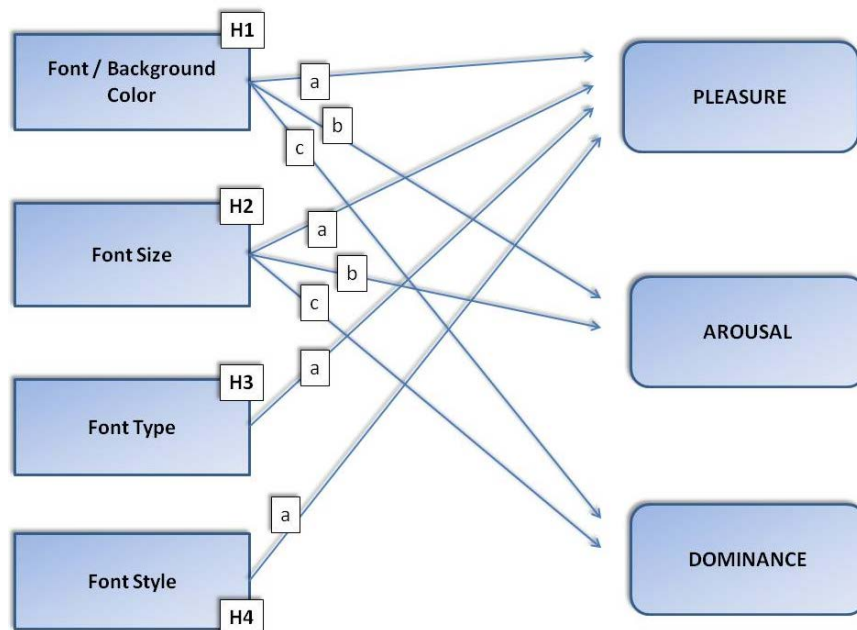 H1
Font / Background
Color
a
b
c
PLEASURE
H2
Font Size
a
b
c
AROUSAL
H3
Font Type
a
a
Font Style
H4
DOMINANCE